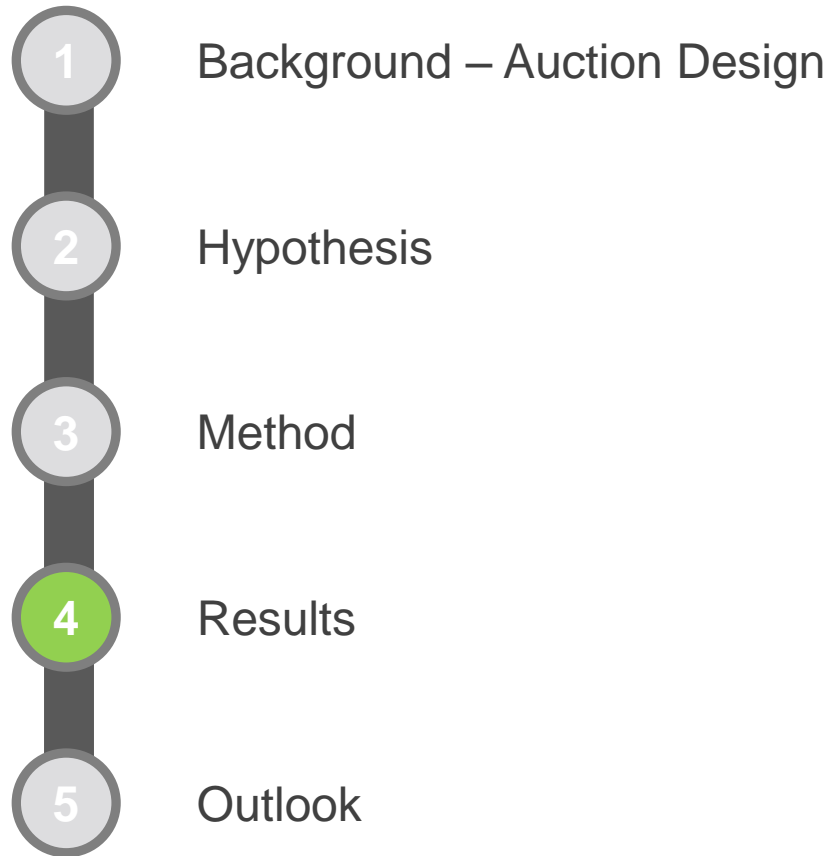 1 Background – Auction Design
2 Hypothesis
3 Method
4 Results
5 Outlook